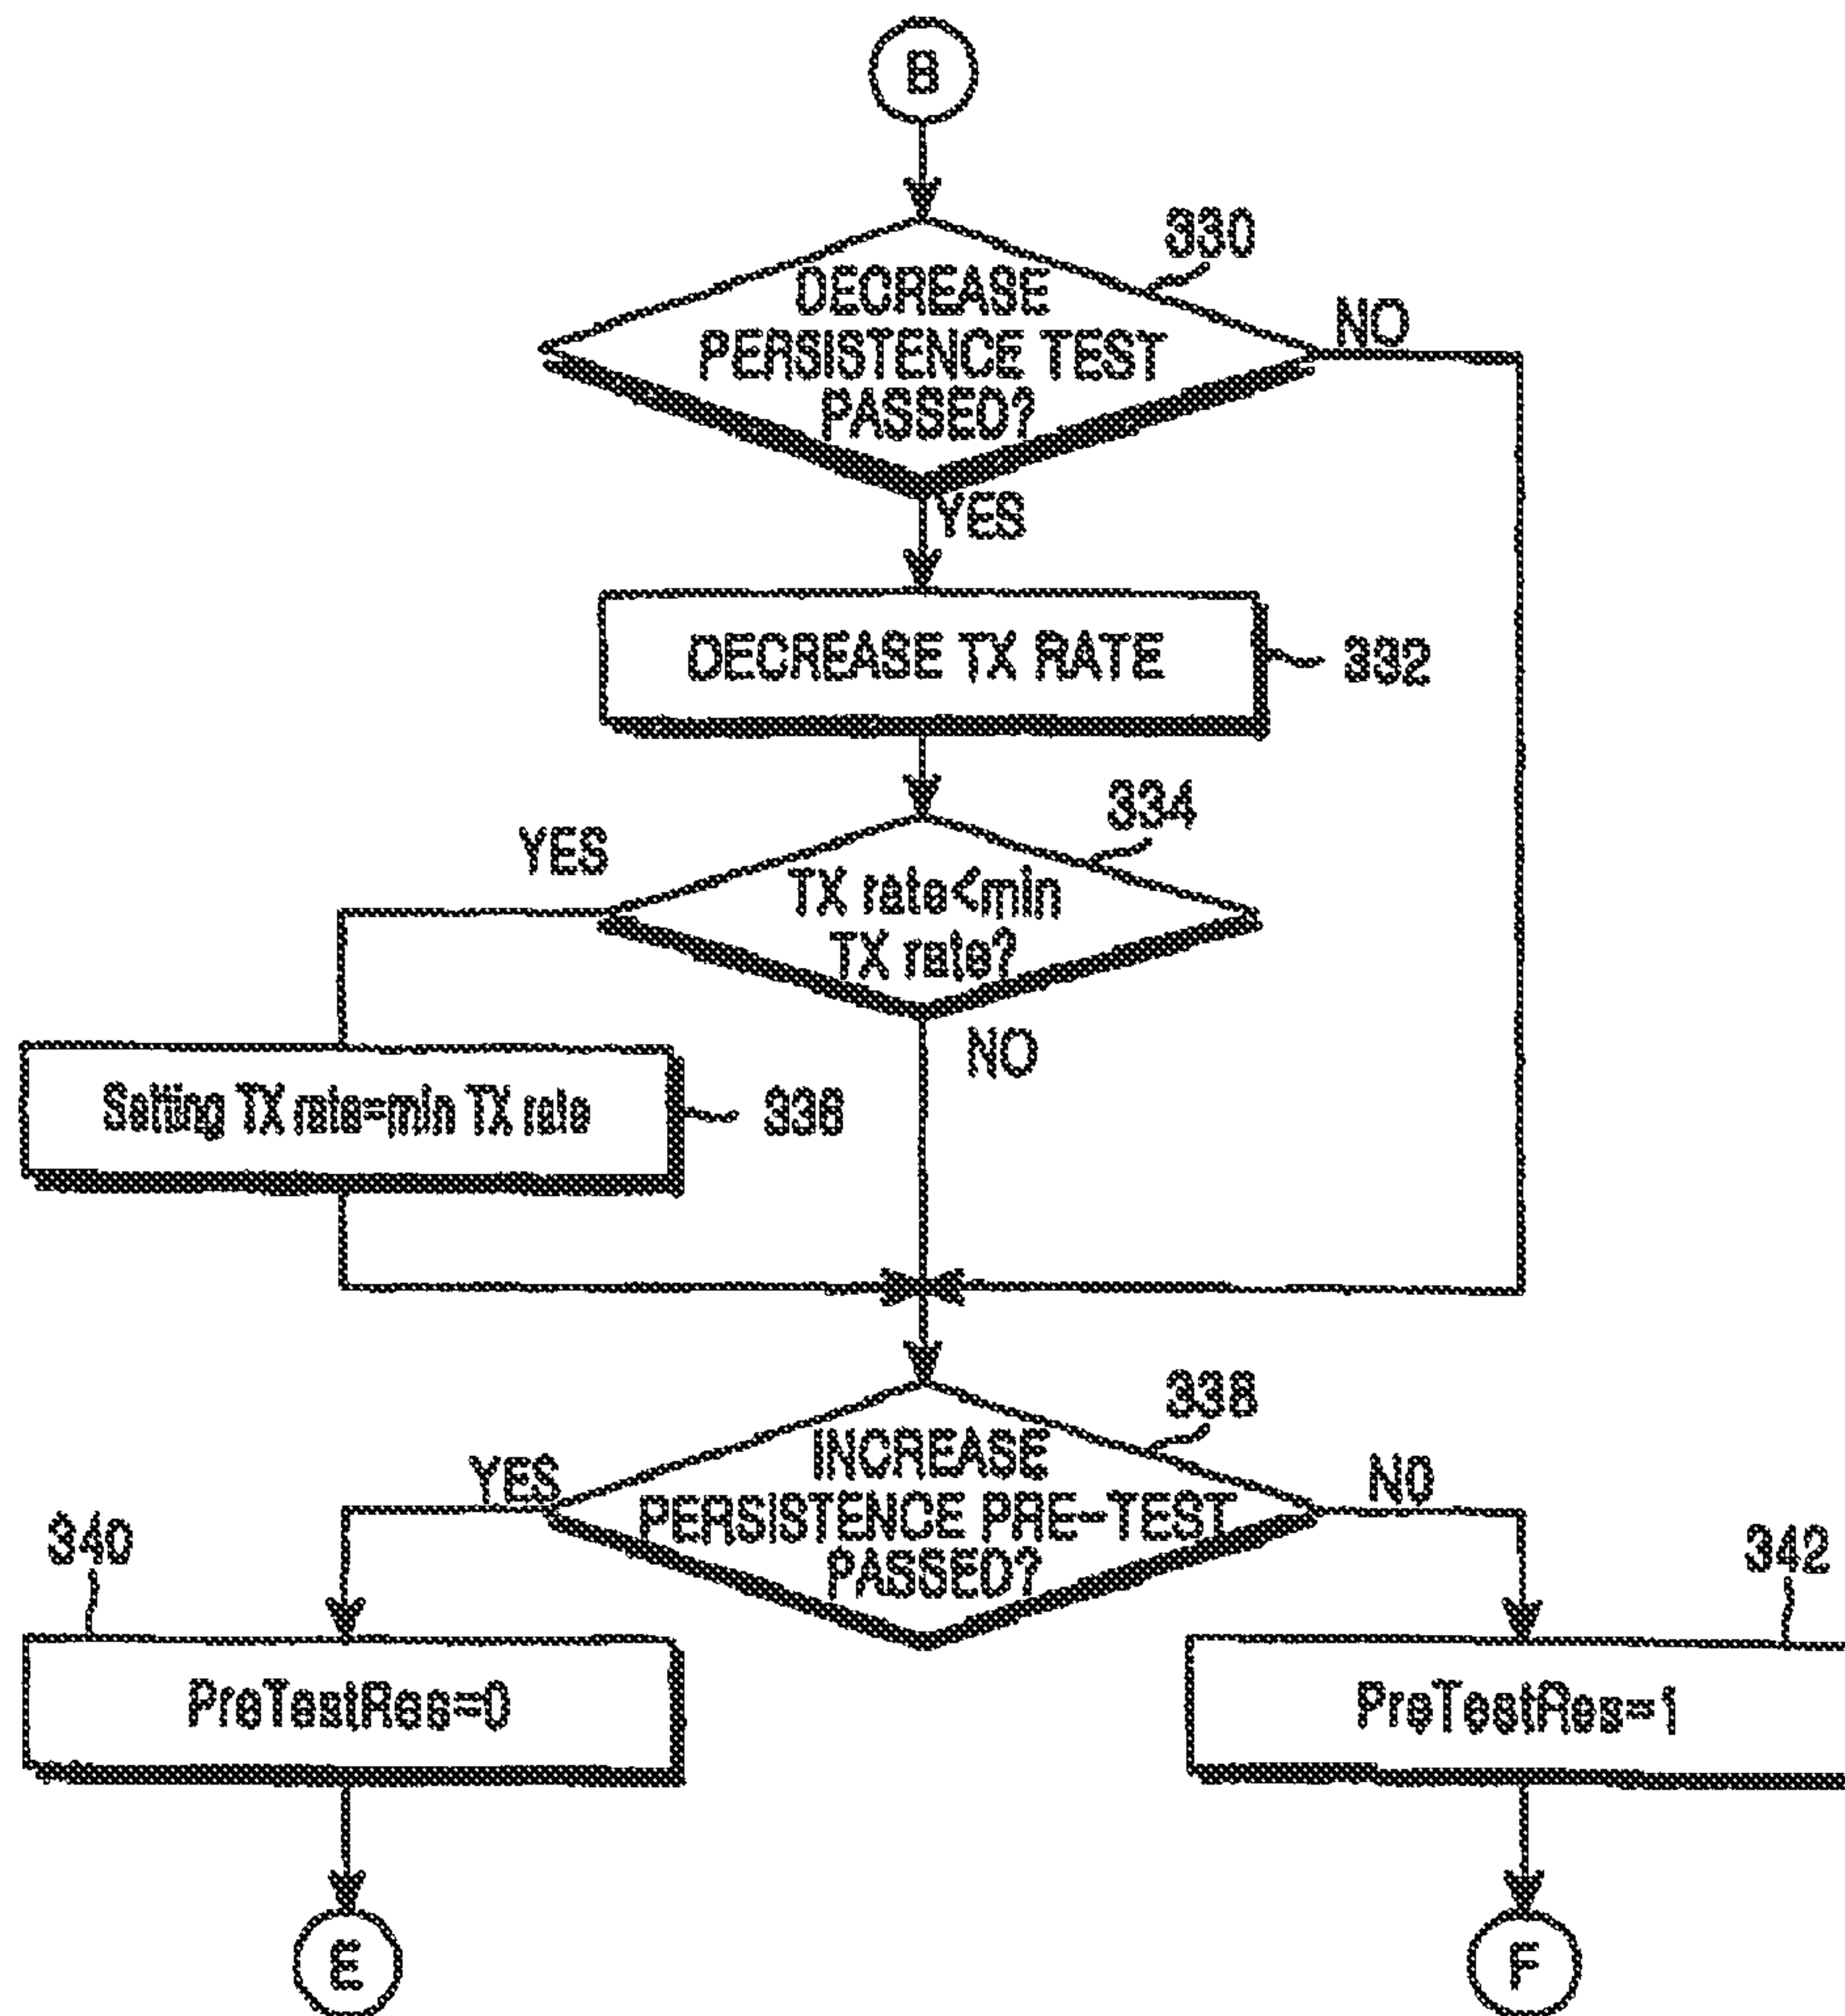 B
330
DECREASE
PERSISTENCE TEST
PASSED?
NO
YES
DECREASE TX RATE
332
334
YES
TX rate<min
TX rate?
NO
Setting TX rate=min TX rate
336
338
INCREASE
PERSISTENCE PRE-TEST
PASSED?
YES
NO
340
342
PreTestRes=0
PreTestRes=1
E
F